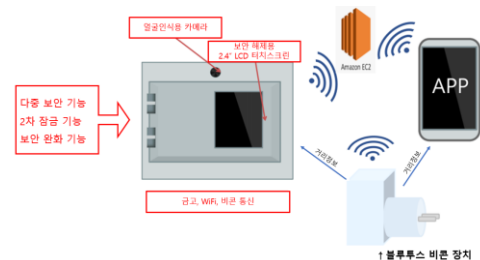 얼굴인식용 카메라
보안 해제용
2.4" LCD 터치스크린
Amazon EC2
APP
다중 보안 기능
2차 잠금 기능
보안 완화 기능
금고, WiFi, 비콘 통신
거리정보
거리정보
↑ 블루투스 비콘 장치